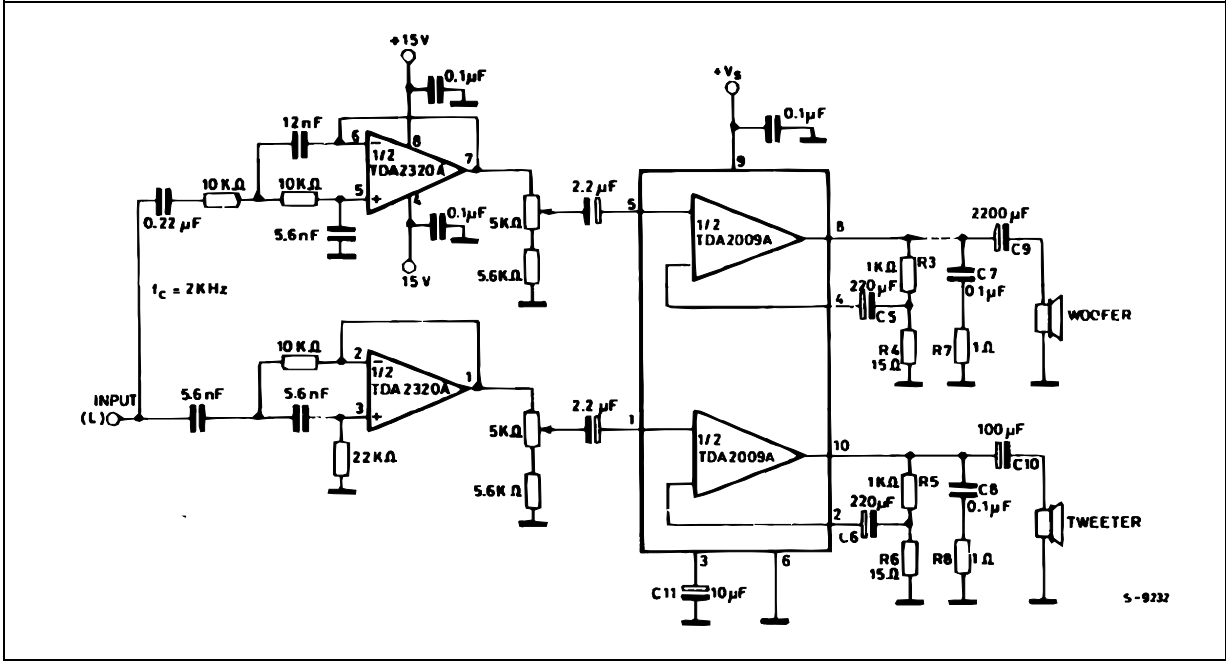 +15V
0.1µF
12nF
6
8
1/2
TDA2320A
7
10KΩ
10KΩ
5
0.22µF
5.6nF
4
0.1µF
15V
fc = 2KHz
5KΩ
5.6KΩ
2.2µF
+Vs
0.1µF
9
5
1/2
TDA2009A
8
4
2200µF
C9
1KΩ
R3
220µF
C5
C7
0.1µF
R4
15Ω
R7
1Ω
WOOFER
INPUT
(L)
5.6nF
10KΩ
5.6nF
2
1/2
TDA2320A
1
3
22KΩ
5KΩ
5.6KΩ
2.2µF
1
1/2
TDA2009A
10
2
100µF
C10
1KΩ
R5
220µF
C6
C8
0.1µF
R6
15Ω
R8
1Ω
TWEETER
3
6
C11
10µF
S-9232